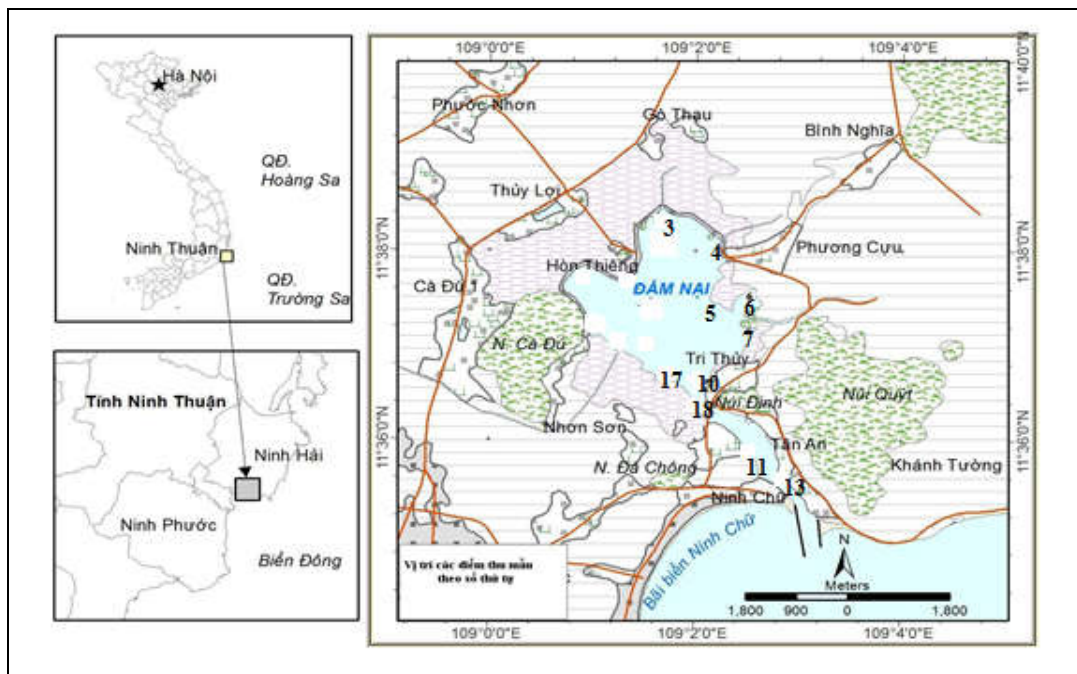 Hà Nội
QĐ.
Hoàng Sa
Ninh Thuận
QĐ.
Trường Sa
Tỉnh Ninh Thuận
Ninh Hải
Ninh Phước
Biển Đông
109°0'0"E
109°2'0"E
109°4'0"E
11°40'0"N
Phước Nhơn
Gò Thau
Bỉnh Nghĩa
Thủy Lợi
3
11°38'0"N
4
Phương Cựu
11°38'0"N
Hòn Thiêng
Cà Đú 1
ĐẦM NẠI
5
6
7
N. Cà Đú
Tri Thủy
17
10
Núi Định
Núi Quýt
18
Nhơn Sơn
11°36'0"N
Tân An
11°36'0"N
N. Đá Chồng
11
Khánh Tường
13
Ninh Chữ
Bãi biển Ninh Chữ
N
Vị trí các điểm thu mẫu
theo số thứ tự
Meters
1,800 900 0 1,800
109°0'0"E
109°2'0"E
109°4'0"E